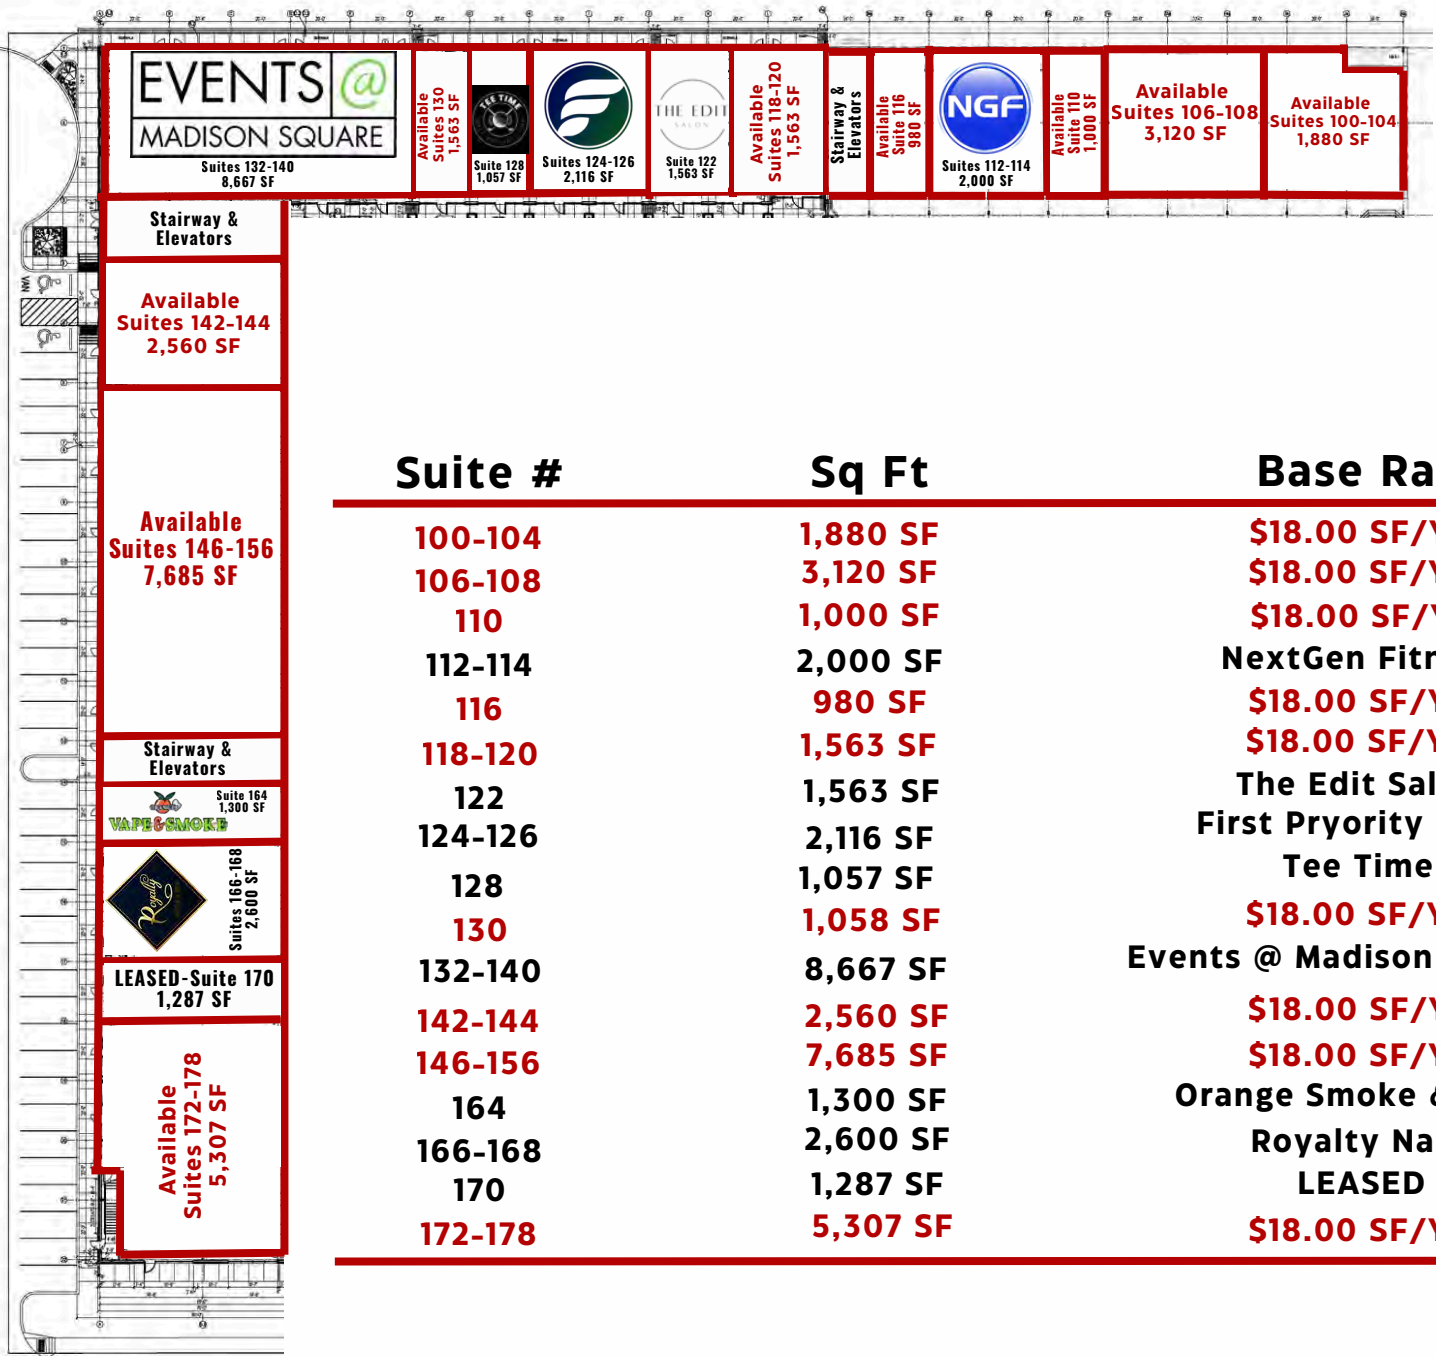 EVENTS @
MADISON SQUARE
Suites 132-140
8,667 SF
Available
Suites 130
1,563 SF
TEE TIME
Suite 128
1,057 SF
Suites 124-126
2,116 SF
THE EDIT
SALON
Suite 122
1,563 SF
Available
Suites 118-120
1,563 SF
Stairway &
Elevators
Available
Suite 116
980 SF
NGF
Suites 112-114
2,000 SF
Available
Suite 110
1,000 SF
Available
Suites 106-108
3,120 SF
Available
Suites 100-104
1,880 SF
Stairway &
Elevators
VAN
Available
Suites 142-144
2,560 SF
Available
Suites 146-156
7,685 SF
Stairway &
Elevators
Suite 164
1,300 SF
VAPE&SMOKE
Royalty
Suites 166-168
2,600 SF
LEASED-Suite 170
1,287 SF
Available
Suites 172-178
5,307 SF
Suite # Sq Ft Base Ra
100-104 1,880 SF $18.00 SF/Y
106-108 3,120 SF $18.00 SF/Y
110 1,000 SF $18.00 SF/Y
112-114 2,000 SF NextGen Fitn
116 980 SF $18.00 SF/Y
118-120 1,563 SF $18.00 SF/Y
122 1,563 SF The Edit Sal
124-126 2,116 SF First Pryority
128 1,057 SF Tee Time
130 1,058 SF $18.00 SF/Y
132-140 8,667 SF Events @ Madison
142-144 2,560 SF $18.00 SF/Y
146-156 7,685 SF $18.00 SF/Y
164 1,300 SF Orange Smoke &
166-168 2,600 SF Royalty Na
170 1,287 SF LEASED
172-178 5,307 SF $18.00 SF/Y